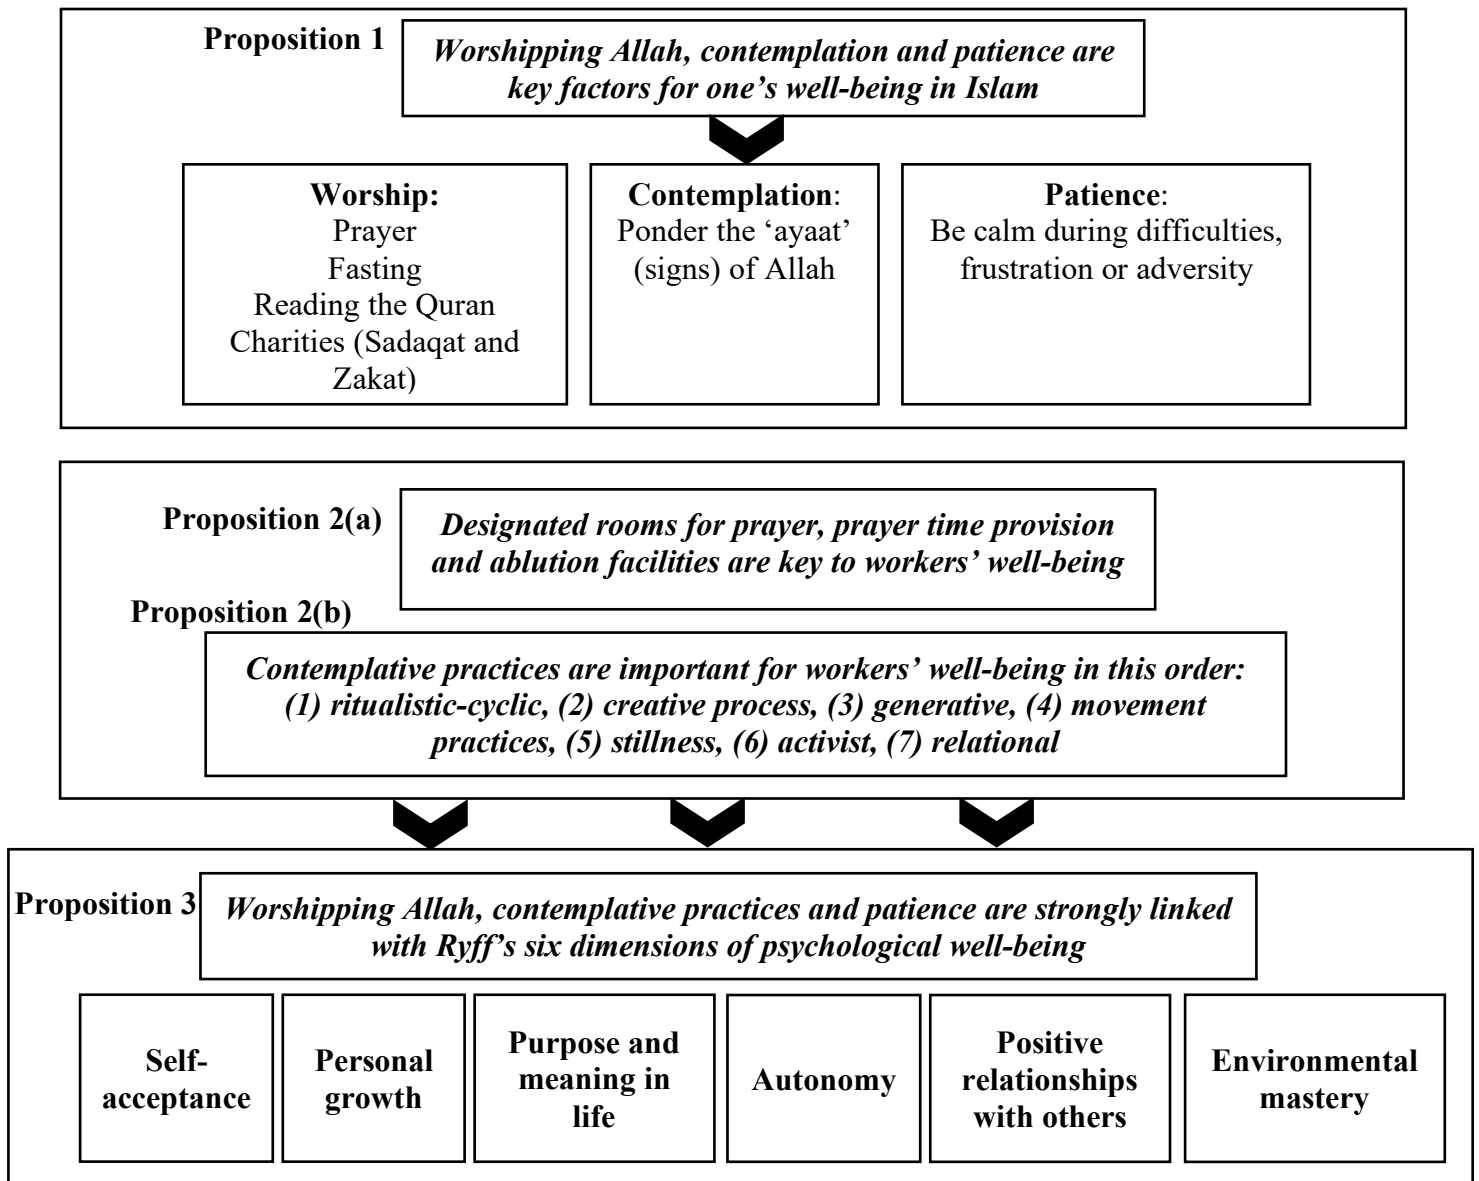 Proposition 1
Worshipping Allah, contemplation and patience are
key factors for one’s well-being in Islam
Worship:
Prayer
Fasting
Reading the Quran
Charities (Sadaqat and
Zakat)
Contemplation:
Ponder the ‘ayaat’
(signs) of Allah
Patience:
Be calm during difficulties,
frustration or adversity
Proposition 2(a)
Designated rooms for prayer, prayer time provision
and ablution facilities are key to workers’ well-being
Proposition 2(b)
Contemplative practices are important for workers’ well-being in this order:
(1) ritualistic-cyclic, (2) creative process, (3) generative, (4) movement
practices, (5) stillness, (6) activist, (7) relational
Proposition 3
Worshipping Allah, contemplative practices and patience are strongly linked
with Ryff’s six dimensions of psychological well-being
Self-
acceptance
Personal
growth
Purpose and
meaning in
life
Autonomy
Positive
relationships
with others
Environmental
mastery